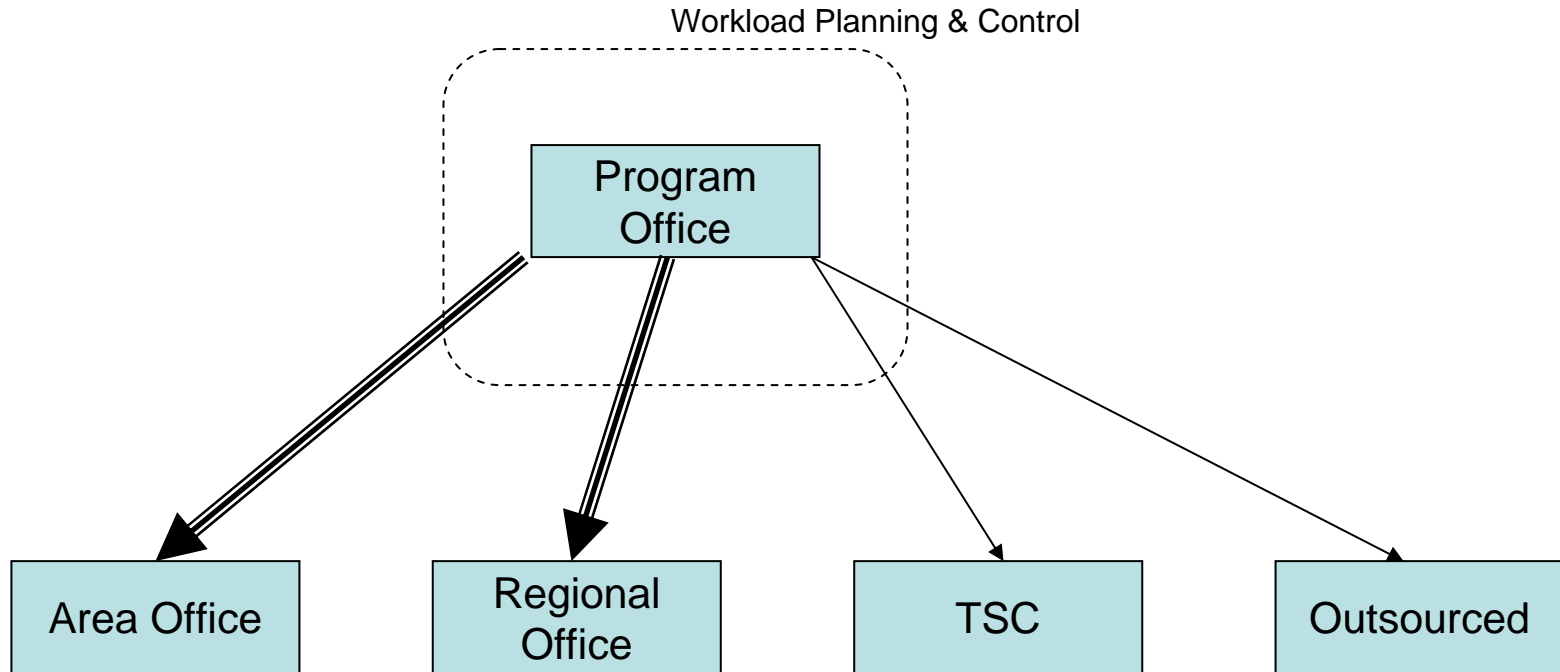 Workload Planning & Control
Program
Office
Area Office
Regional
Office
TSC
Outsourced